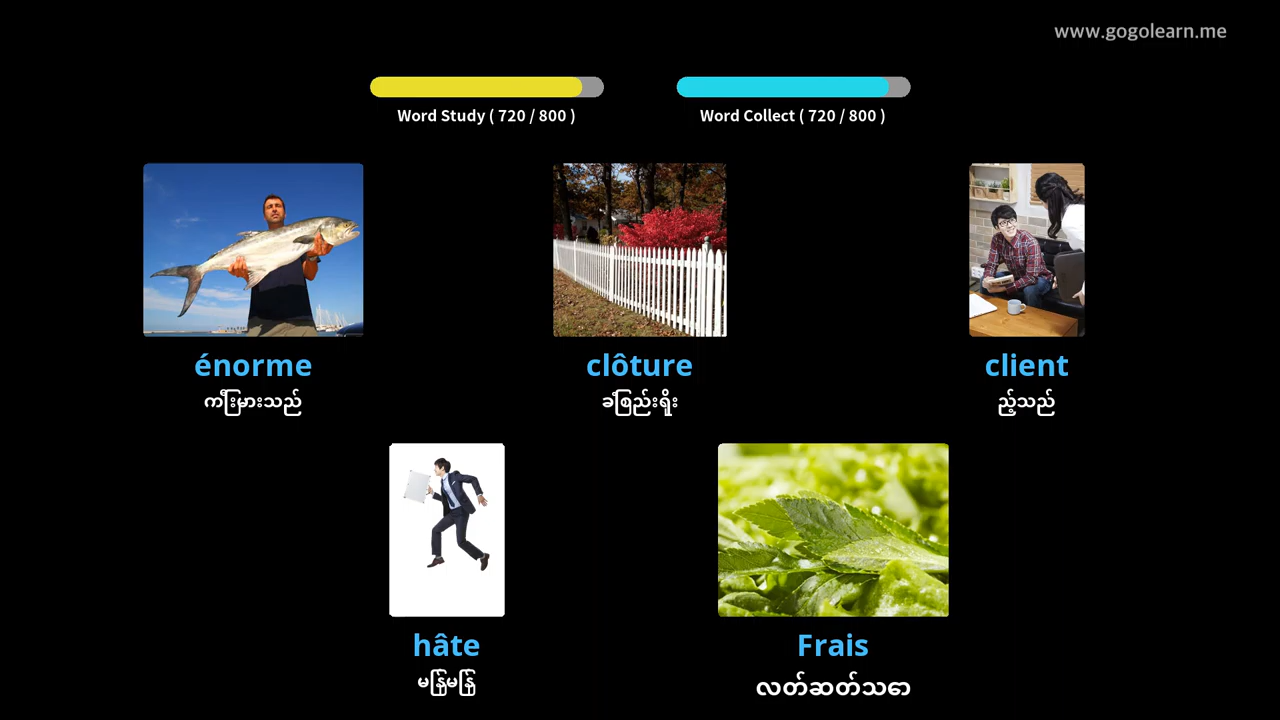 www.gogolearn.me
Word Study ( 720 / 800 )
Word Collect ( 720 / 800 )
énorme
ကြီးမားသည်
clôture
ခြံစည်းရိုး
client
ည့်သည်
hâte
မြန်မြန်
Frais
လတ်ဆတ်သော